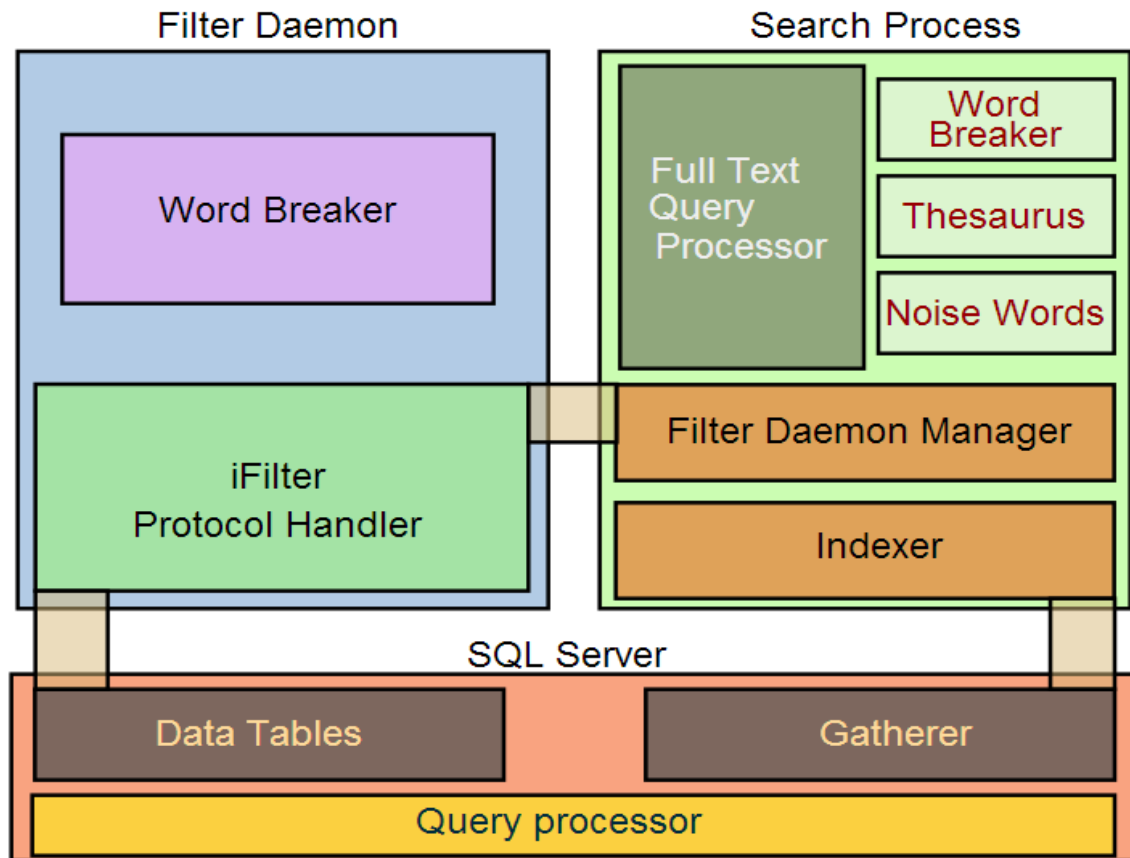 Filter Daemon
Word Breaker
iFilter
Protocol Handler
Search Process
Full Text
Query
Processor
Word
Breaker
Thesaurus
Noise Words
Filter Daemon Manager
Indexer
SQL Server
Data Tables
Gatherer
Query processor